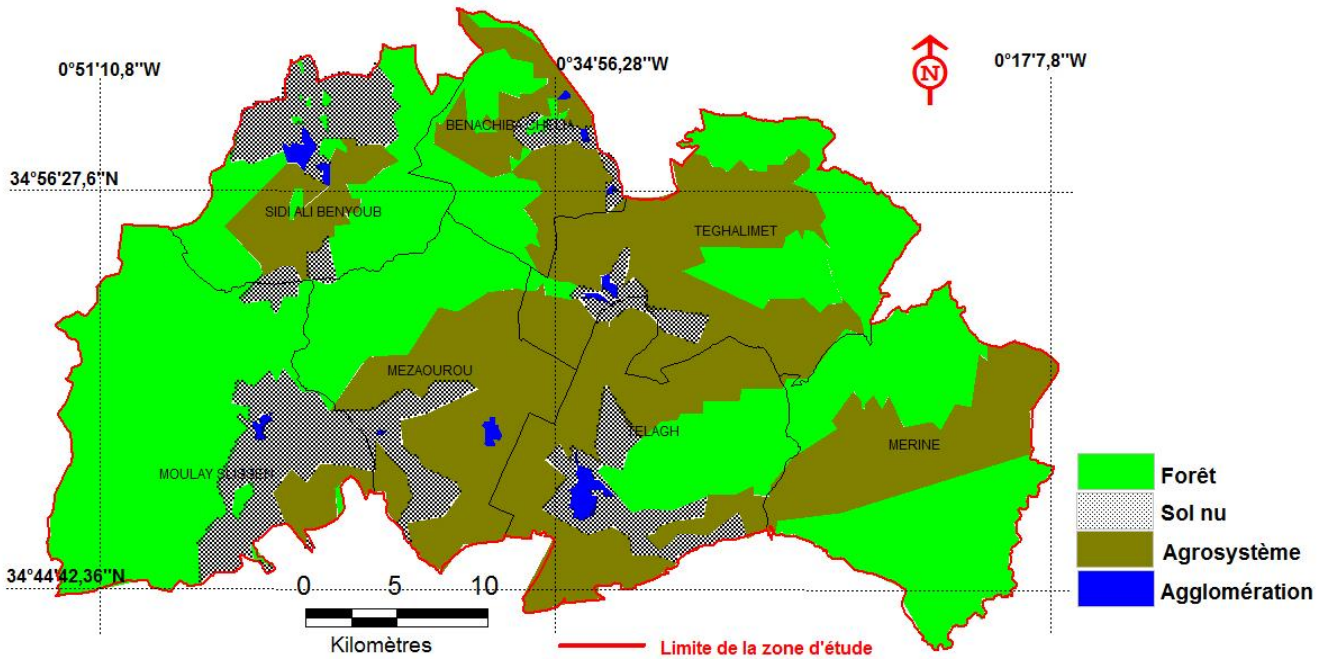 0°51'10,8''W
0°34'56,28''W
N
0°17'7,8''W
BENACHIBA CHELIA
34°56'27,6''N
SIDI ALI BENYOUB
TEGHALIMET
MEZAOUROU
TELAGH
MERINE
MOULAY SLISSEN
Forêt
Sol nu
Agrosystème
Agglomération
34°44'42,36''N
0 5 10
Kilomètres
Limite de la zone d'étude